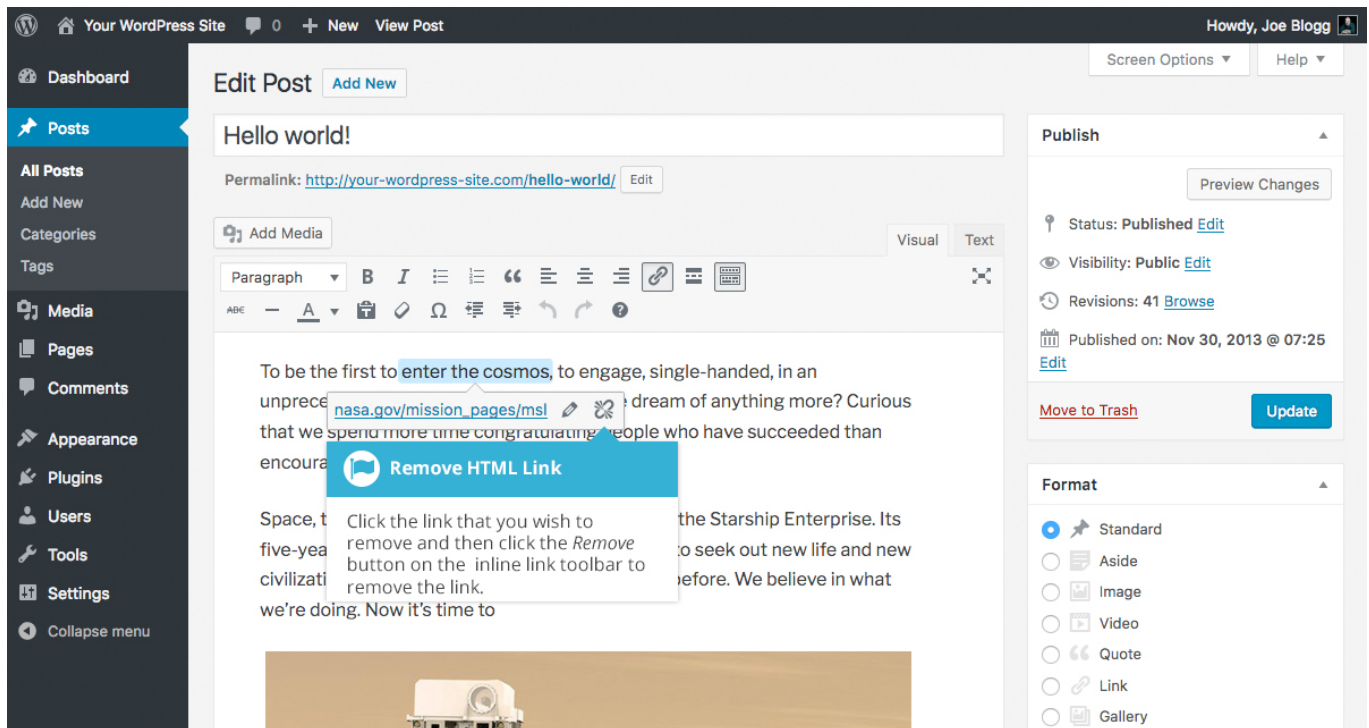 Your WordPress Site 0 + New View Post Howdy, Joe Blogg
Screen Options ▼ Help ▼
Dashboard
Posts
All Posts
Add New
Categories
Tags
Media
Pages
Comments
Appearance
Plugins
Users
Tools
Settings
Collapse menu
Edit Post Add New
Hello world!
Permalink: http://your-wordpress-site.com/hello-world/ Edit
Add Media
Visual Text
Paragraph ▼ B I
ABC A Ω
To be the first to enter the cosmos, to engage, single-handed, in an
unprece dream of anything more? Curious
nasa.gov/mission_pages/msl
that we spend more time congratulating people who have succeeded than
encoura
Remove HTML Link
Click the link that you wish to
remove and then click the Remove
button on the inline link toolbar to
remove the link.
Space, t the Starship Enterprise. Its
five-yea to seek out new life and new
civilizati before. We believe in what
we're doing. Now it's time to
Publish
Preview Changes
Status: Published Edit
Visibility: Public Edit
Revisions: 41 Browse
Published on: Nov 30, 2013 @ 07:25
Edit
Move to Trash Update
Format
Standard
Aside
Image
Video
Quote
Link
Gallery